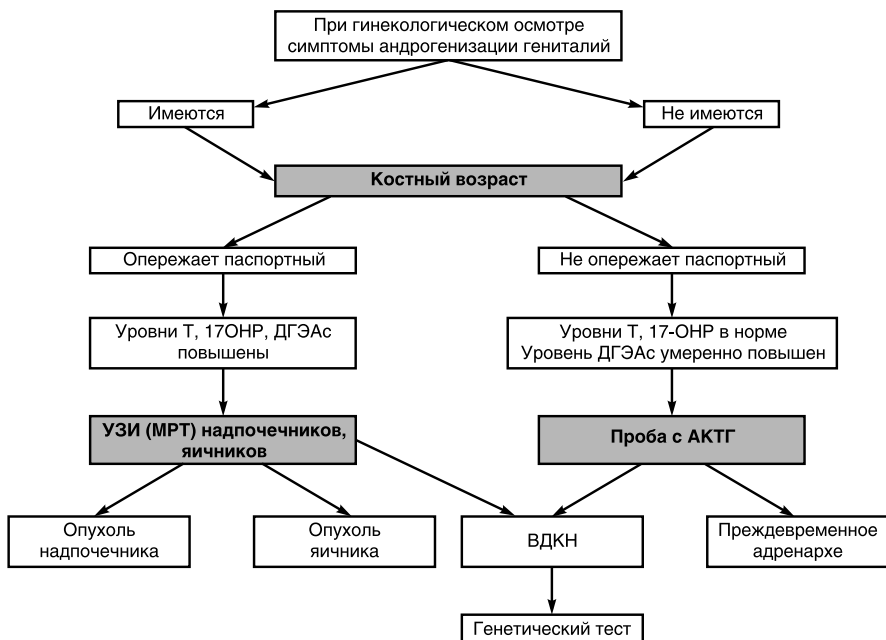 При гинекологическом осмотре
симптомы андрогенизации гениталий
Имеются
Не имеются
Костный возраст
Опережает паспортный
Не опережает паспортный
Уровни Т, 17ОНР, ДГЭАс
повышены
Уровни Т, 17-ОНР в норме
Уровень ДГЭАс умеренно повышен
УЗИ (МРТ) надпочечников,
яичников
Проба с АКТГ
Опухоль
надпочечника
Опухоль
яичника
ВДКН
Преждевременное
адренархе
Генетический тест